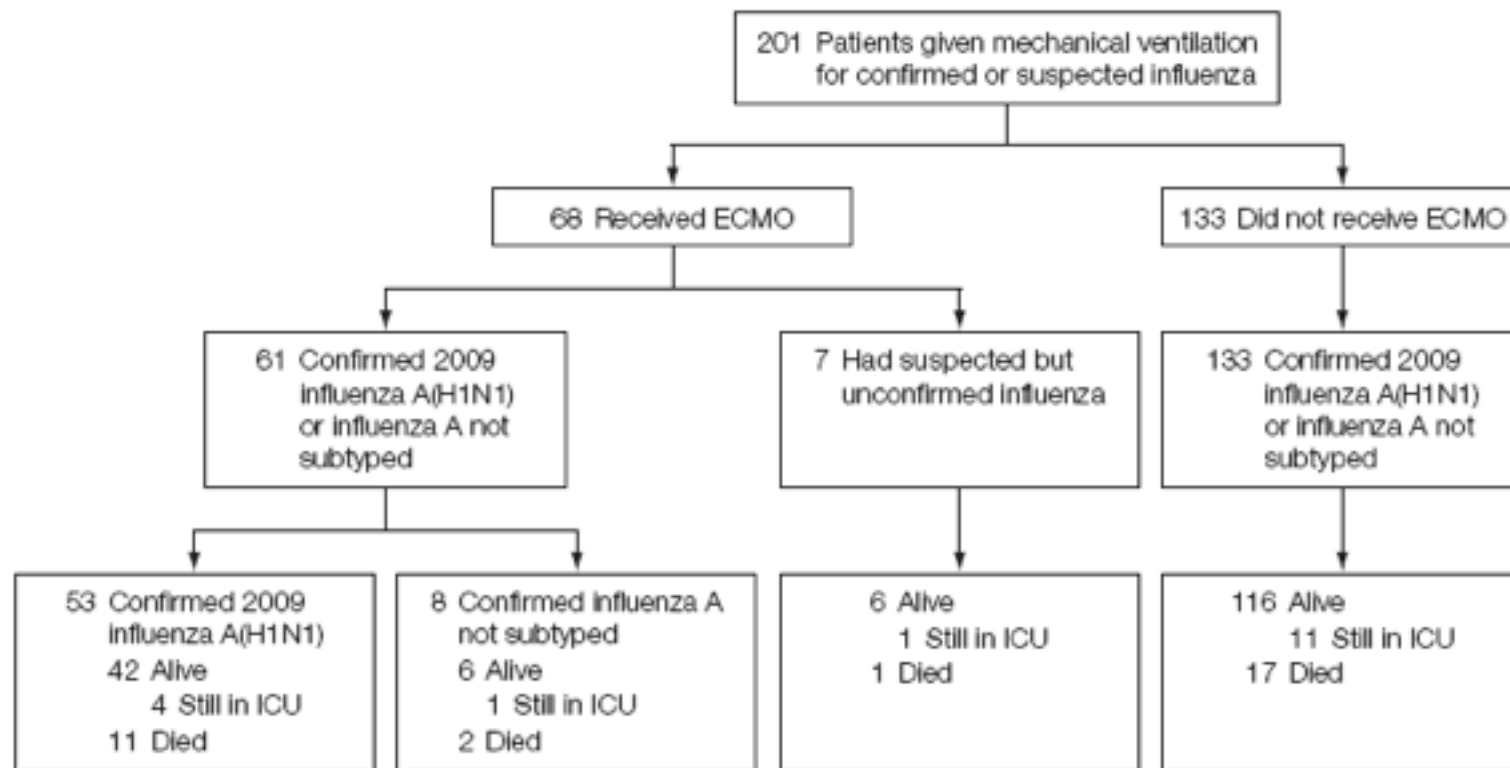 201 Patients given mechanical ventilation
for confirmed or suspected influenza
68 Received ECMO
133 Did not receive ECMO
61 Confirmed 2009
influenza A(H1N1)
or influenza A not
subtyped
7 Had suspected but
unconfirmed influenza
133 Confirmed 2009
influenza A(H1N1)
or influenza A not
subtyped
53 Confirmed 2009
influenza A(H1N1)
42 Alive
4 Still in ICU
11 Died
8 Confirmed influenza A
not subtyped
6 Alive
1 Still in ICU
2 Died
6 Alive
1 Still in ICU
1 Died
116 Alive
11 Still in ICU
17 Died